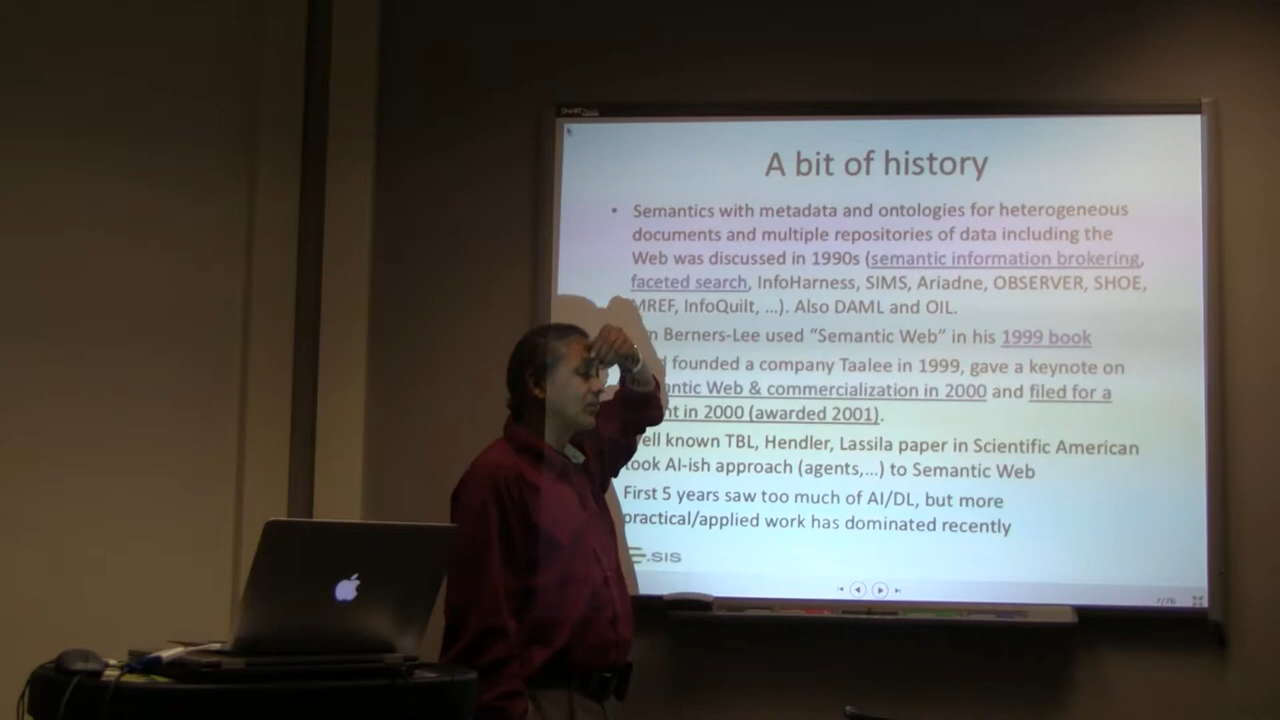 A bit of history
• Semantics with metadata and ontologies for heterogeneous
documents and multiple repositories of data including the
Web was discussed in 1990s (semantic information brokering,
faceted search, InfoHarness, SIMS, Ariadne, OBSERVER, SHOE,
MREF, InfoQuilt, ...). Also DAML and OIL.
Berners-Lee used “Semantic Web” in his 1999 book
founded a company Taalee in 1999, gave a keynote on
Web & commercialization in 2000 and filed for a
in 2000 (awarded 2001).
Well known TBL, Hendler, Lassila paper in Scientific American
took AI-ish approach (agents,...) to Semantic Web
First 5 years saw too much of AI/DL, but more
practical/applied work has dominated recently